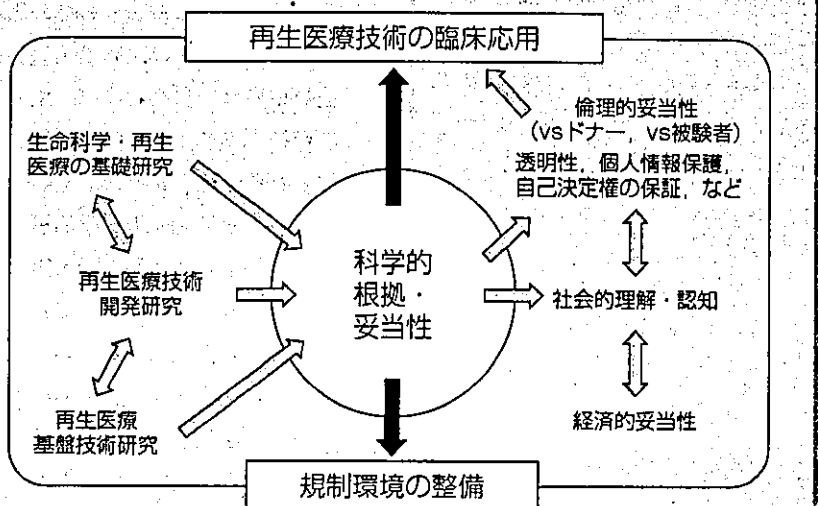 再生医療技術の臨床応用
生命科学・再生
医療の基礎研究
再生医療技術
開発研究
再生医療
基盤技術研究
科学的
根拠・
妥当性
倫理的妥当性
(vsドナー, vs被験者)
透明性, 個人情報保護,
自己決定権の保証, など
社会的理解・認知
経済的妥当性
規制環境の整備